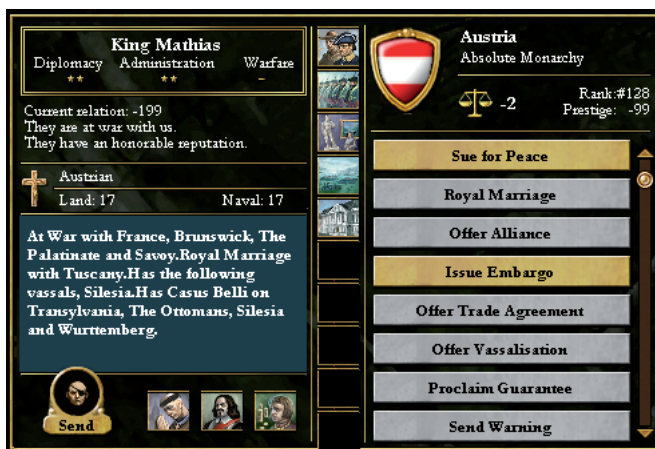 King Mathias
Diplomacy Administration Warfare
** ** -
Current relation: -199
They are at war with us.
They have an honorable reputation.
Austrian
Land: 17 Naval: 17
At War with France, Brunswick, The
Palatinate and Savoy.Royal Marriage
with Tuscany.Has the following
vassals, Silesia.Has Casus Belli on
Transylvania, The Ottomans, Silesia
and Wurttemberg.
Send
Austria
Absolute Monarchy
-2
Rank:#128
Prestige: -99
Sue for Peace
Royal Marriage
Offer Alliance
Issue Embargo
Offer Trade Agreement
Offer Vassalisation
Proclaim Guarantee
Send Warning